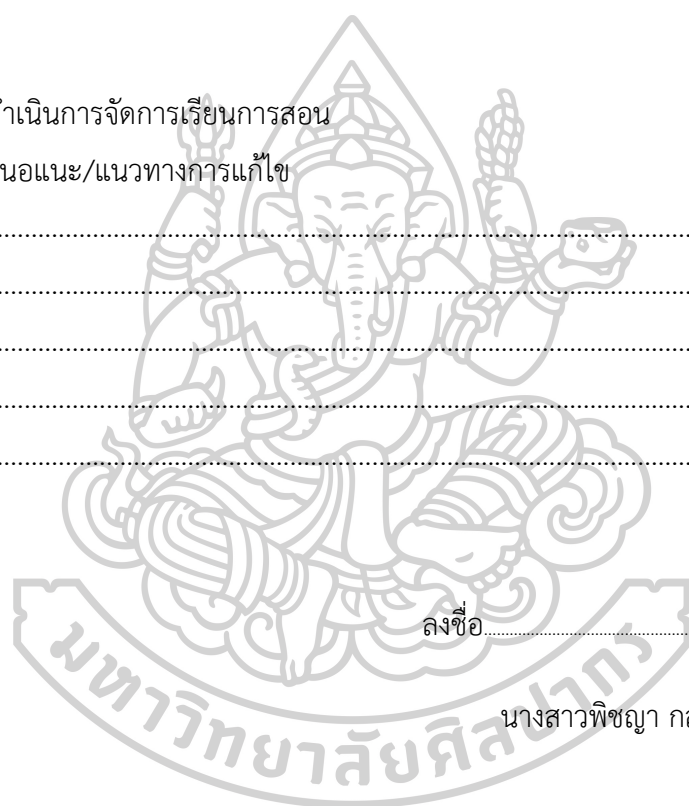 ำเนินการจัดการเรียนการสอน
นอแนะ/แนวทางการแก้ไข
ลงชื่อ
นางสาวพิชญา
มหาวิทยาลัยศิลปากร